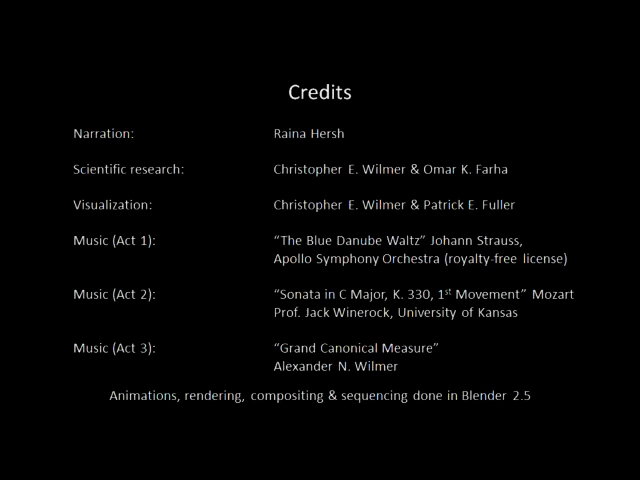 Credits
Narration: Raina Hersh
Scientific research: Christopher E. Wilmer & Omar K. Farha
Visualization: Christopher E. Wilmer & Patrick E. Fuller
Music (Act 1): “The Blue Danube Waltz” Johann Strauss,
Apollo Symphony Orchestra (royalty-free license)
Music (Act 2): “Sonata in C Major, K. 330, 1st Movement” Mozart
Prof. Jack Winerock, University of Kansas
Music (Act 3): “Grand Canonical Measure”
Alexander N. Wilmer
Animations, rendering, compositing & sequencing done in Blender 2.5